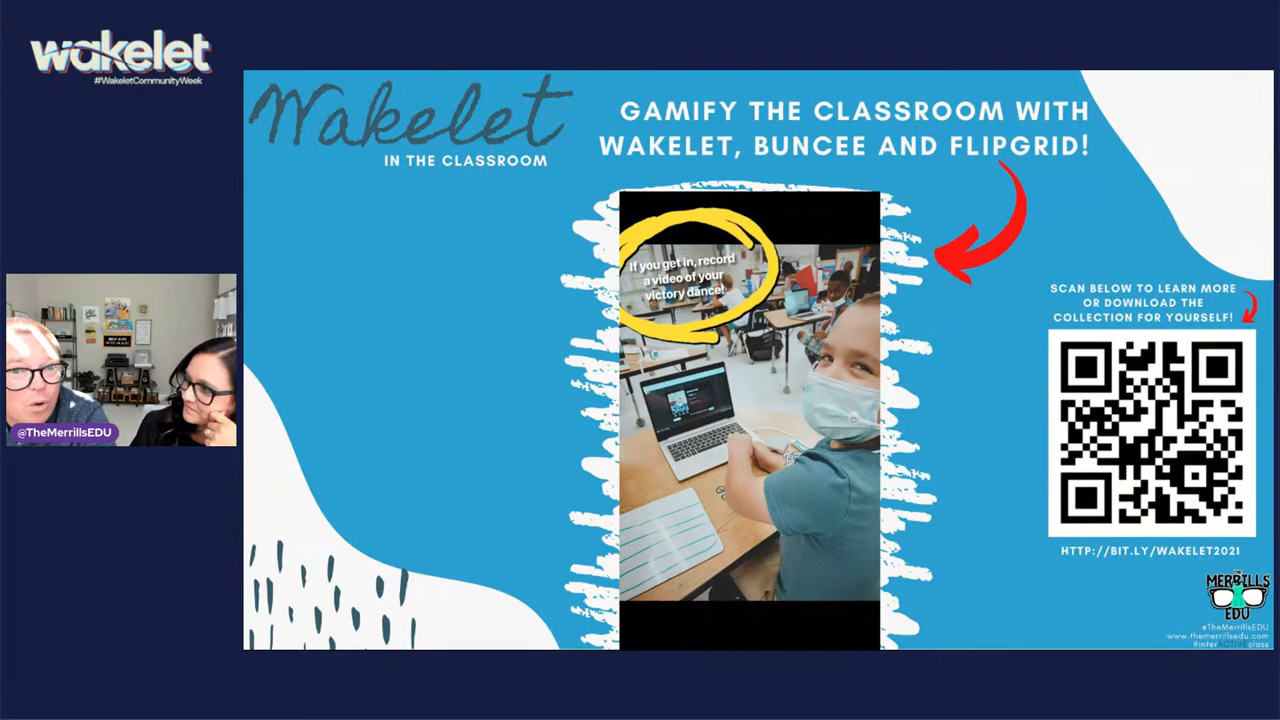 wakelet
#WakeletCommunityWeek
Wakelet
IN THE CLASSROOM
GAMIFY THE CLASSROOM WITH
WAKELET, BUNCEE AND FLIPGRID!
If you get in, record
a video of your
victory dance!
SCAN BELOW TO LEARN MORE
OR DOWNLOAD THE
COLLECTION FOR YOURSELF!
HTTP://BIT.LY/WAKELET2021
@TheMerrillsEDU
THE
MERRILLS
EDU
@TheMerrillsEDU
www.themerrillsedu.com
#interACTIVEclass